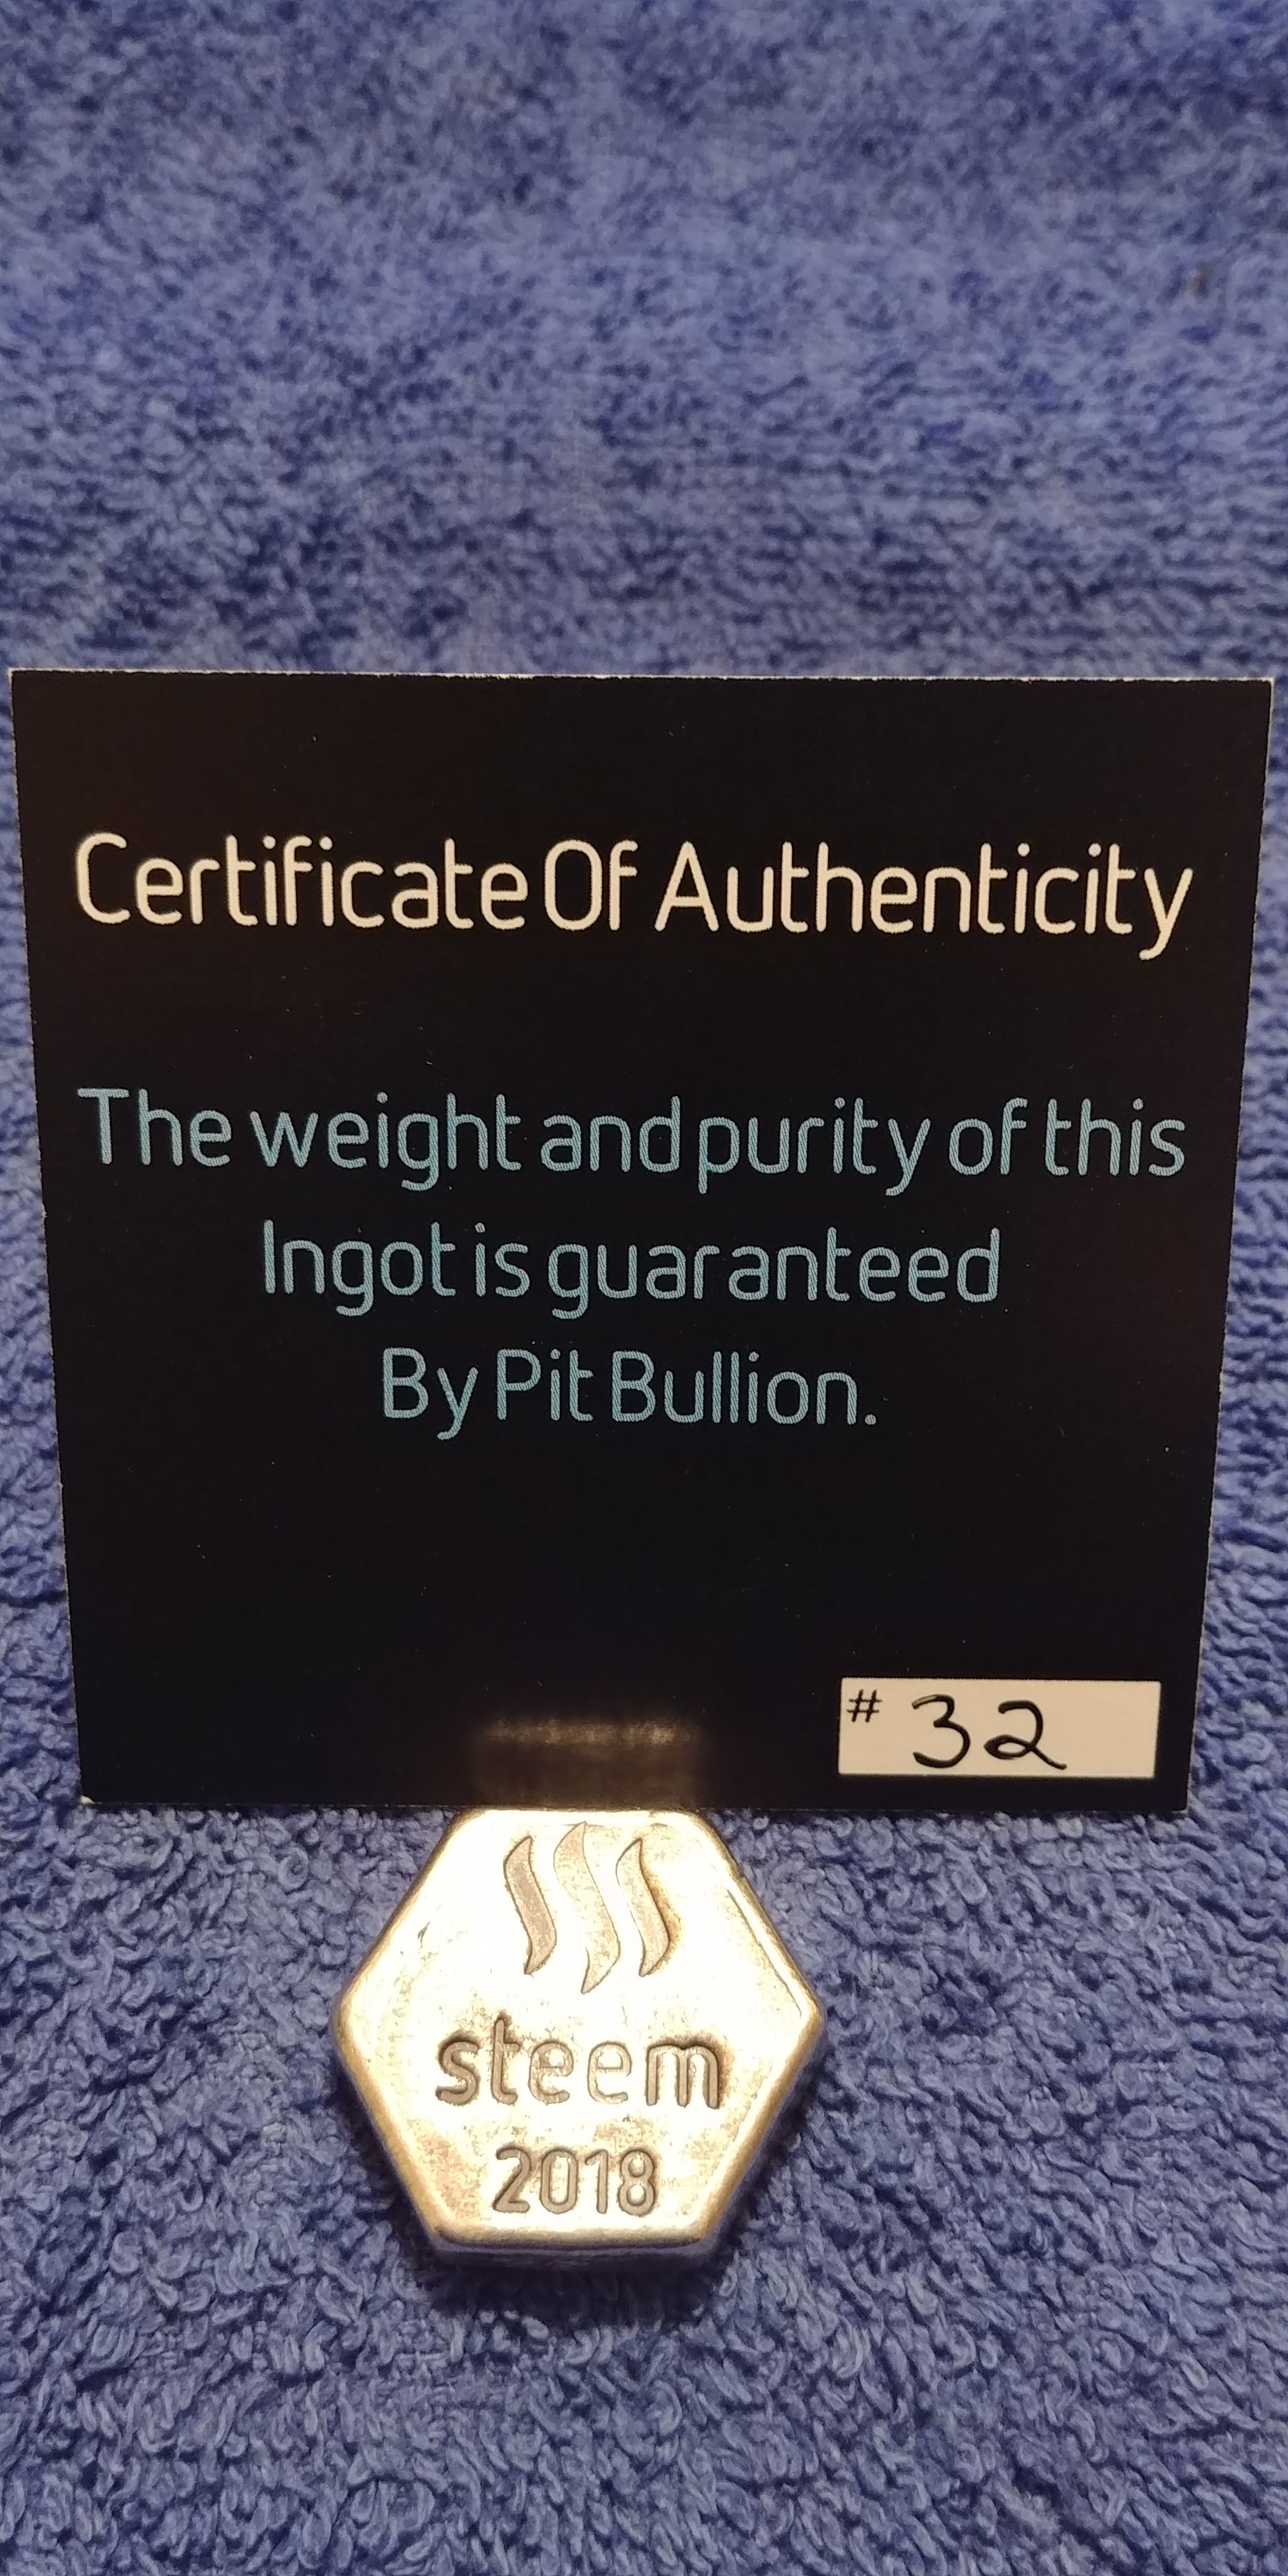 Certificate Of Authenticity
The weight and purity of this
Ingot is guaranteed
By Pit Bullion.
# 32
steem
2018